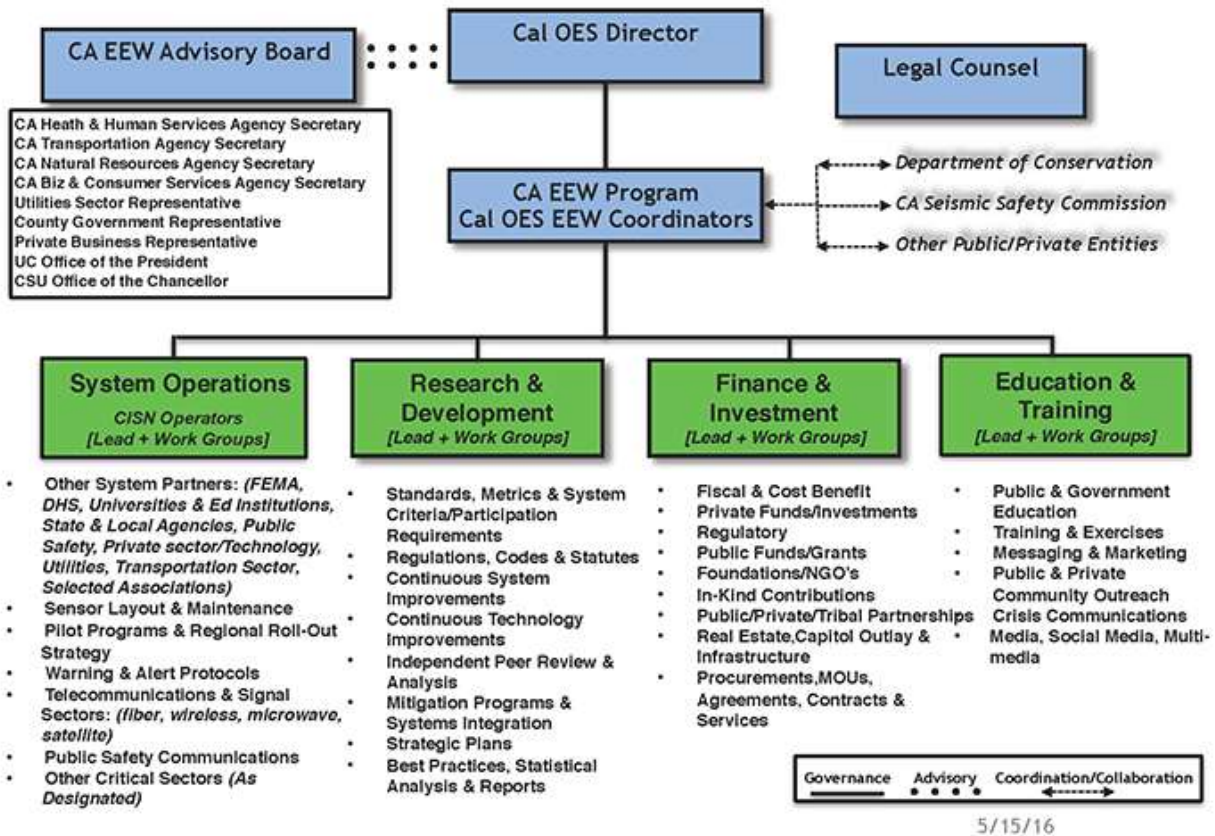 CA EEW Advisory Board
Cal OES Director
Legal Counsel
CA Heath & Human Services Agency Secretary
CA Transportation Agency Secretary
CA Natural Resources Agency Secretary
CA Biz & Consumer Services Agency Secretary
Utilities Sector Representative
County Government Representative
Private Business Representative
UC Office of the President
CSU Office of the Chancellor
CA EEW Program
Cal OES EEW Coordinators
Department of Conservation
CA Seismic Safety Commission
Other Public/Private Entities
System Operations
CISN Operators
[Lead + Work Groups]
• Other System Partners: (FEMA,
DHS, Universities & Ed Institutions,
State & Local Agencies, Public
Safety, Private sector/Technology,
Utilities, Transportation Sector,
Selected Associations)
• Sensor Layout & Maintenance
• Pilot Programs & Regional Roll-Out
Strategy
• Warning & Alert Protocols
• Telecommunications & Signal
Sectors: (fiber, wireless, microwave,
satellite)
• Public Safety Communications
• Other Critical Sectors (As
Designated)
Research &
Development
[Lead + Work Groups]
• Standards, Metrics & System
Criteria/Participation
Requirements
• Regulations, Codes & Statutes
• Continuous System
Improvements
• Continuous Technology
Improvements
• Independent Peer Review &
Analysis
• Mitigation Programs &
Systems Integration
• Strategic Plans
• Best Practices, Statistical
Analysis & Reports
Finance &
Investment
[Lead + Work Groups]
• Fiscal & Cost Benefit
• Private Funds/Investments
• Regulatory
• Public Funds/Grants
• Foundations/NGO's
• In-Kind Contributions
• Public/Private/Tribal Partnerships
• Real Estate,Capitol Outlay &
Infrastructure
• Procurements,MOUs,
Agreements, Contracts &
Services
Education &
Training
[Lead + Work Groups]
• Public & Government
Education
• Training & Exercises
• Messaging & Marketing
• Public & Private
Community Outreach
• Crisis Communications
• Media, Social Media, Multi-
media
Governance Advisory Coordination/Collaboration
5/15/16